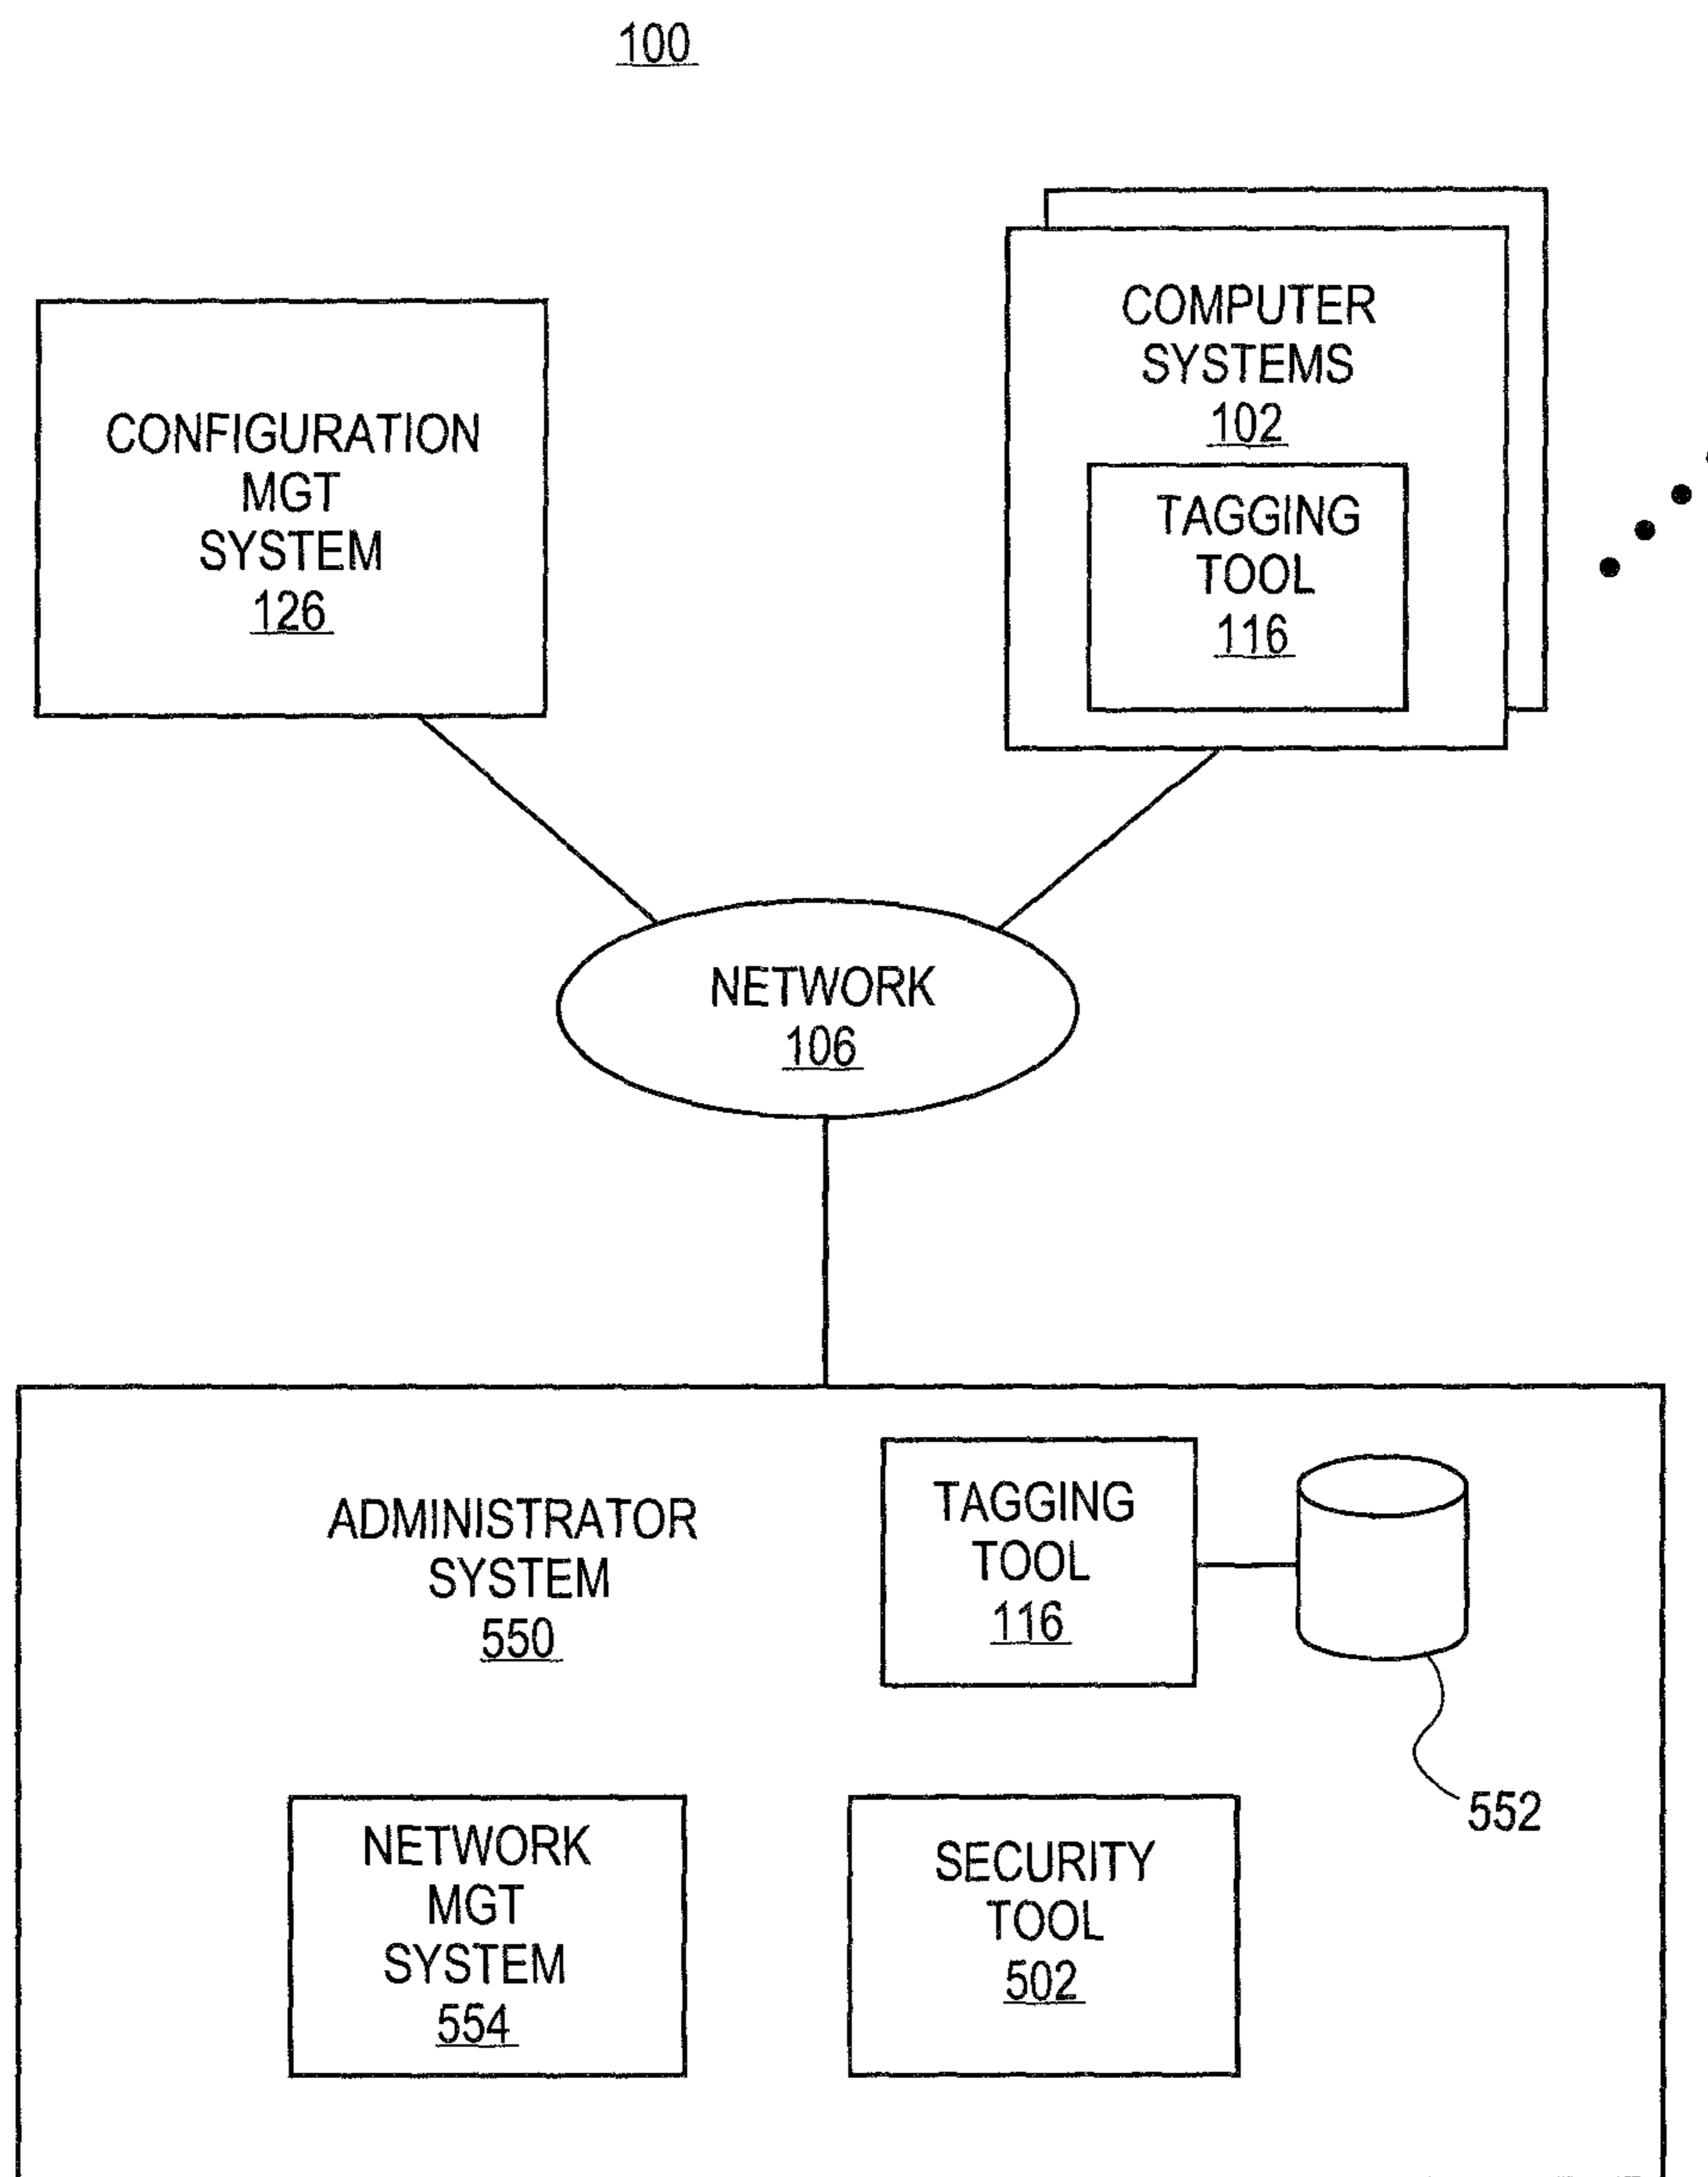 100
COMPUTER
SYSTEMS
102
TAGGING
TOOL
116
CONFIGURATION
MGT
SYSTEM
126
NETWORK
106
ADMINISTRATOR
SYSTEM
550
TAGGING
TOOL
116
552
NETWORK
MGT
SYSTEM
554
SECURITY
TOOL
502